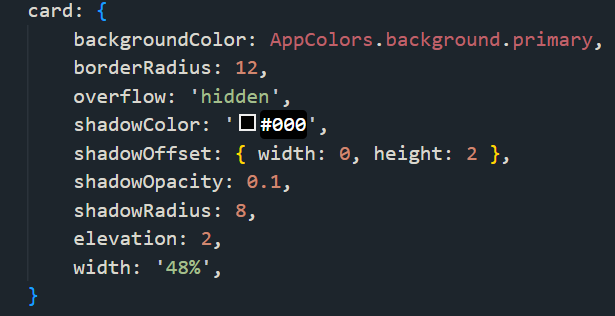 card: {
backgroundColor: AppColors.background.primary,
borderRadius: 12,
overflow: 'hidden',
shadowColor: '#000',
shadowOffset: { width: 0, height: 2 },
shadowOpacity: 0.1,
shadowRadius: 8,
elevation: 2,
width: '48%',
}